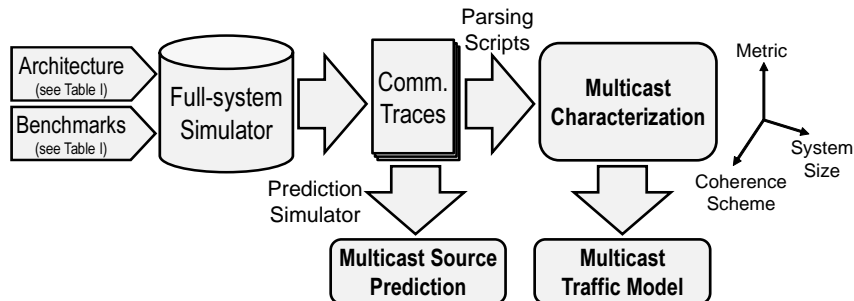 Architecture
(see Table I)
Benchmarks
(see Table I)
Full-system
Simulator
Comm.
Traces
Parsing
Scripts
Multicast
Characterization
Metric
System
Size
Coherence
Scheme
Prediction
Simulator
Multicast Source
Prediction
Multicast
Traffic Model